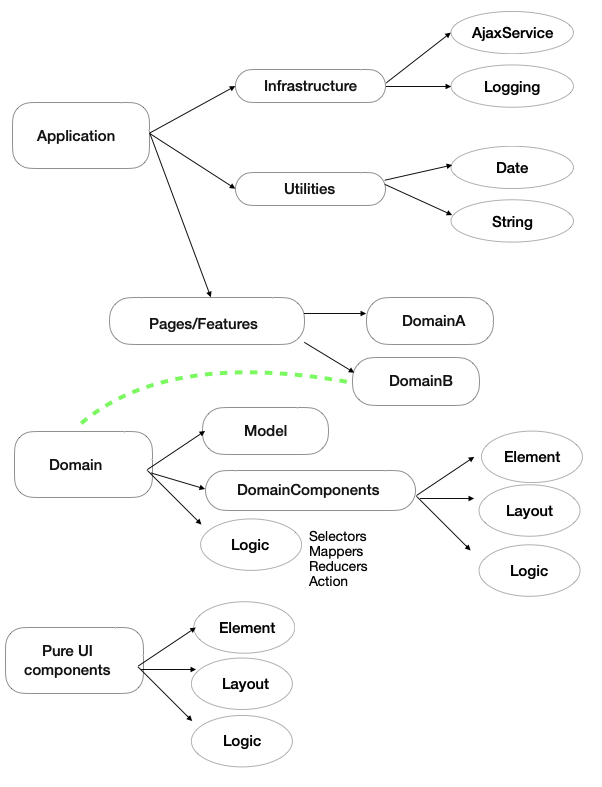 AjaxService
Infrastructure
Logging
Application
Date
Utilities
String
Pages/Features
DomainA
DomainB
Model
Domain
DomainComponents
Element
Layout
Logic
Logic
Selectors
Mappers
Reducers
Action
Pure UI
components
Element
Layout
Logic